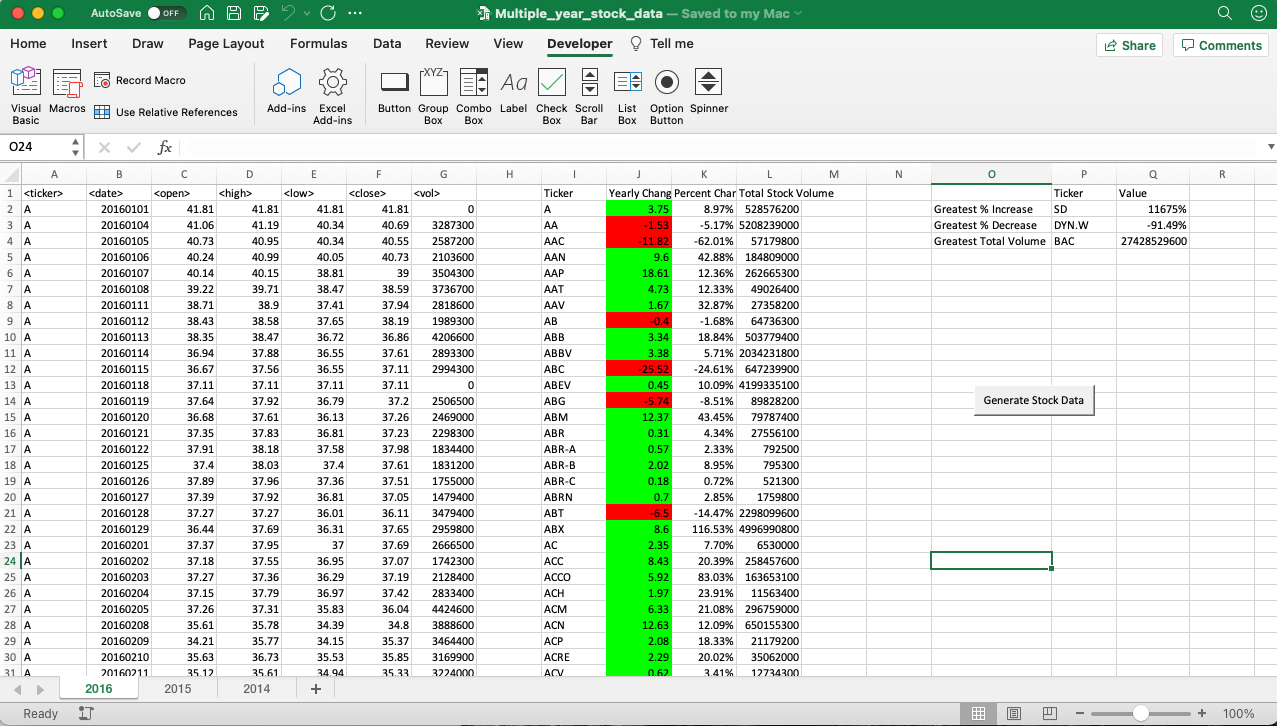 AutoSave OFF Multiple_year_stock_data — Saved to my Mac
Home Insert Draw Page Layout Formulas Data Review View Developer Tell me Share Comments
Visual Basic Macros Record Macro Use Relative References Add-ins Excel Add-ins Button Group Box Combo Box Label Check Box Scroll Bar List Box Option Button Spinner
XYZ Aa
O24 fx
A B C D E F G H I J K L M N O P Q R
1 <ticker> <date> <open> <high> <low> <close> <vol> Ticker Yearly Chang Percent Char Total Stock Volume Ticker Value
2 A 20160101 41.81 41.81 41.81 41.81 0 A 3.75 8.97% 528576200 Greatest % Increase SD 11675%
3 A 20160104 41.06 41.19 40.34 40.69 3287300 AA -1.53 -5.17% 5208239000 Greatest % Decrease DYN.W -91.49%
4 A 20160105 40.73 40.95 40.34 40.55 2587200 AAC -11.82 -62.01% 57179800 Greatest Total Volume BAC 27428529600
5 A 20160106 40.24 40.99 40.05 40.73 2103600 AAN 9.6 42.88% 184809000
6 A 20160107 40.14 40.15 38.81 39 3504300 AAP 18.61 12.36% 262665300
7 A 20160108 39.22 39.71 38.47 38.59 3736700 AAT 4.73 12.33% 49026400
8 A 20160111 38.71 38.9 37.41 37.94 2818600 AAV 1.67 32.87% 27358200
9 A 20160112 38.43 38.58 37.65 38.19 1989300 AB -0.4 -1.68% 64736300
10 A 20160113 38.35 38.47 36.72 36.86 4206600 ABB 3.34 18.84% 503779400
11 A 20160114 36.94 37.88 36.55 37.61 2893300 ABBV 3.38 5.71% 2034231800
12 A 20160115 36.67 37.56 36.55 37.11 2994300 ABC -25.52 -24.61% 647239900
13 A 20160118 37.11 37.11 37.11 37.11 0 ABEV 0.45 10.09% 4199335100
14 A 20160119 37.64 37.92 36.79 37.2 2506500 ABG -5.74 -8.51% 89828200 Generate Stock Data
15 A 20160120 36.68 37.61 36.13 37.26 2469000 ABM 12.37 43.45% 79787400
16 A 20160121 37.35 37.83 36.81 37.23 2298300 ABR 0.31 4.34% 27556100
17 A 20160122 37.91 38.18 37.58 37.98 1834400 ABR-A 0.57 2.33% 792500
18 A 20160125 37.4 38.03 37.4 37.61 1831200 ABR-B 2.02 8.95% 795300
19 A 20160126 37.89 37.96 37.36 37.51 1755000 ABR-C 0.18 0.72% 521300
20 A 20160127 37.39 37.92 36.81 37.05 1479400 ABRN 0.7 2.85% 1759800
21 A 20160128 37.27 37.27 36.01 36.11 3479400 ABT -6.5 -14.47% 2298099600
22 A 20160129 36.44 37.69 36.31 37.65 2959800 ABX 8.6 116.53% 4996990800
23 A 20160201 37.37 37.95 37 37.69 2666500 AC 2.35 7.70% 6530000
24 A 20160202 37.18 37.55 36.95 37.07 1742300 ACC 8.43 20.39% 258457600
25 A 20160203 37.27 37.36 36.29 37.19 2128400 ACCO 5.92 83.03% 163653100
26 A 20160204 37.15 37.79 36.97 37.42 2833400 ACH 1.97 23.91% 11563400
27 A 20160205 37.26 37.31 35.83 36.04 4424600 ACM 6.33 21.08% 296759000
28 A 20160208 35.61 35.78 34.39 34.8 3888600 ACN 12.63 12.09% 650155300
29 A 20160209 34.21 35.77 34.15 35.37 3464400 ACP 2.08 18.33% 21179200
30 A 20160210 35.63 36.73 35.53 35.85 3169900 ACRE 2.29 20.02% 35062000
31 A 20160211 35.12 35.61 34.94 35.33 3224000 ACV 0.62 3.41% 12734300
2016 2015 2014
Ready 100%